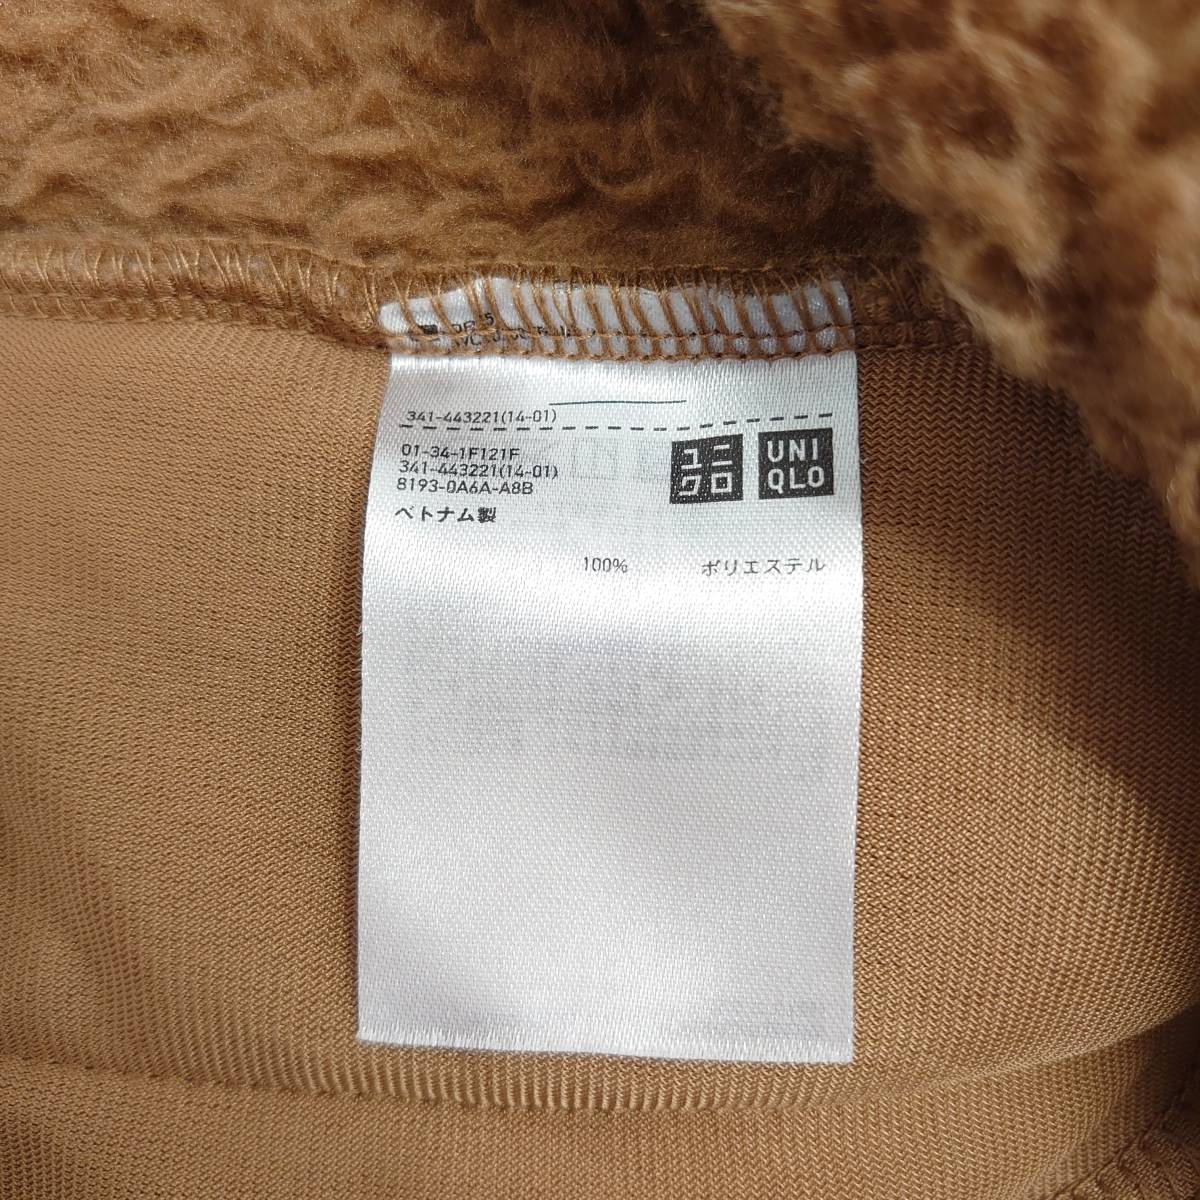 341-443221(14-01)
01-34-1F121F
341-443221(14-01)
8193-0A6A-A8B
ベトナム製
ユニ
クロ
UNI
QLO
100% ポリエステル